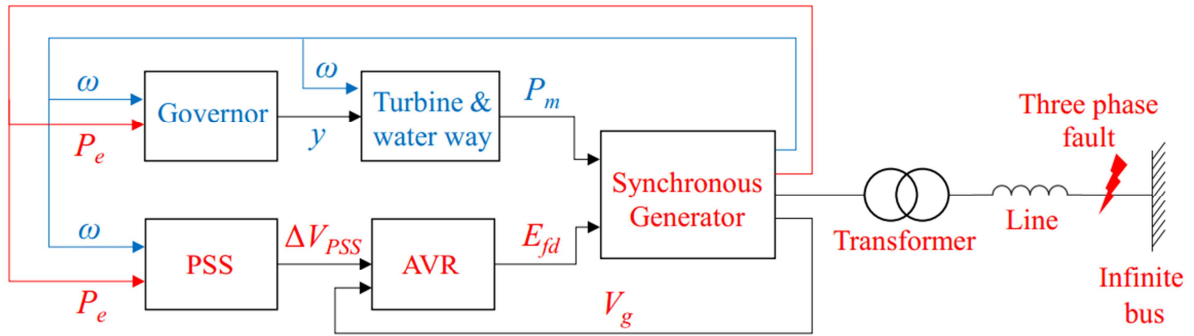 ω
ω
P_m
Governor
Turbine &
water way
P_e
y
Three phase
fault
Synchronous
Generator
ω
ΔV_PSS
E_fd
PSS
AVR
Transformer
Line
P_e
V_g
Infinite
bus